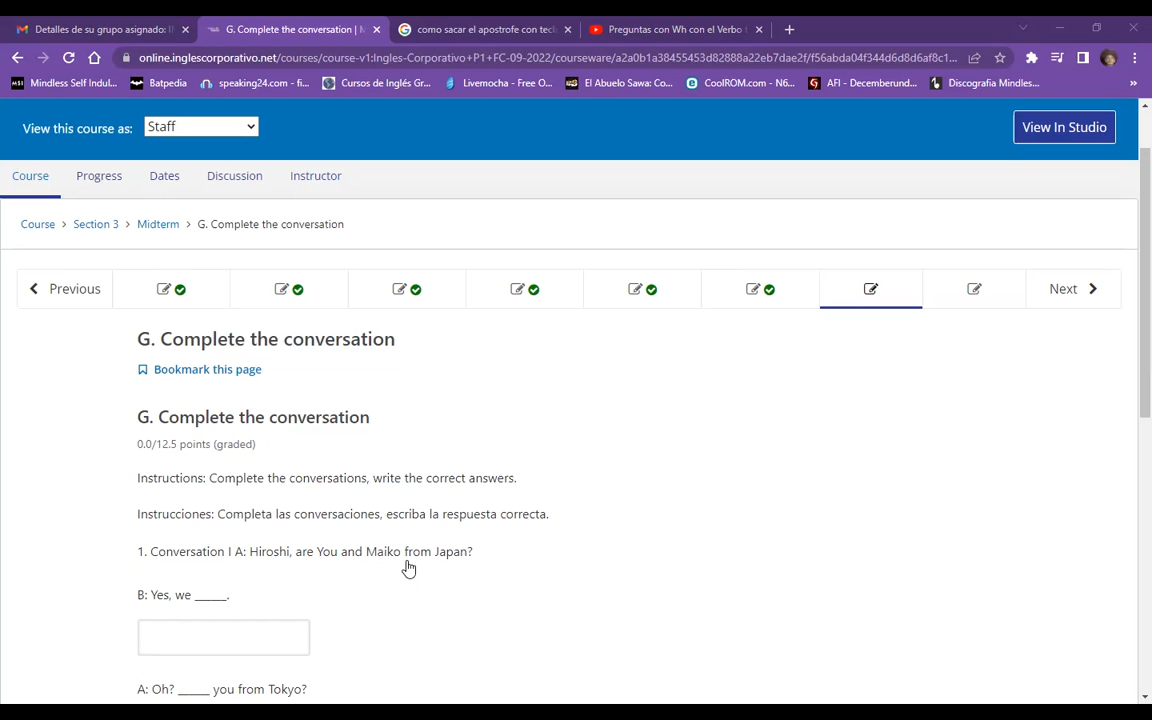 Detalles de su grupo asignado: I
G. Complete the conversation | M
como sacar el apostrofe con tecl
Preguntas con Wh con el Verbo t
online.inglescorporativo.net/courses/course-v1:Ingles-Corporativo+P1+FC-09-2022/courseware/a2a0b1a38455453d82888a22eb7dae2f/f56abda04f344d6d8d6af8c1...
Mindless Self Indul...
Batpedia
speaking24.com - fi...
Cursos de Inglés Gr...
Livemocha - Free O...
El Abuelo Sawa: Co...
CoolROM.com - N6...
AFI - Decemberund...
Discografia Mindles...
View this course as:
Staff
View In Studio
Course
Progress
Dates
Discussion
Instructor
Course > Section 3 > Midterm > G. Complete the conversation
Previous
Next
G. Complete the conversation
Bookmark this page
G. Complete the conversation
0.0/12.5 points (graded)
Instructions: Complete the conversations, write the correct answers.
Instrucciones: Completa las conversaciones, escriba la respuesta correcta.
1. Conversation I A: Hiroshi, are You and Maiko from Japan?
B: Yes, we ______.
A: Oh? ______ you from Tokyo?